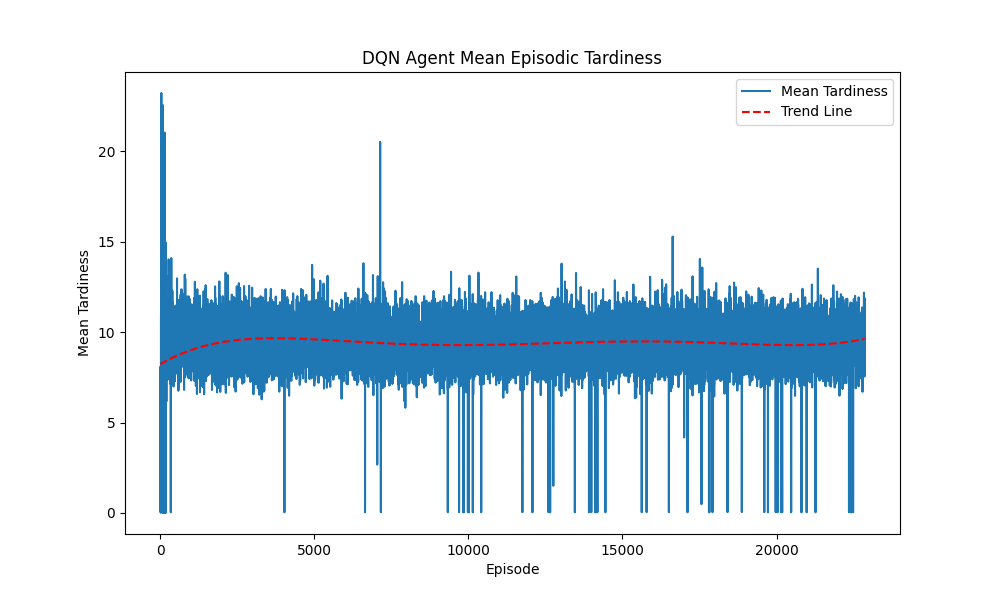 DQN Agent Mean Episodic Tardiness
Mean Tardiness
Trend Line
Mean Tardiness
20
15
10
5
0
0 5000 10000 15000 20000
Episode